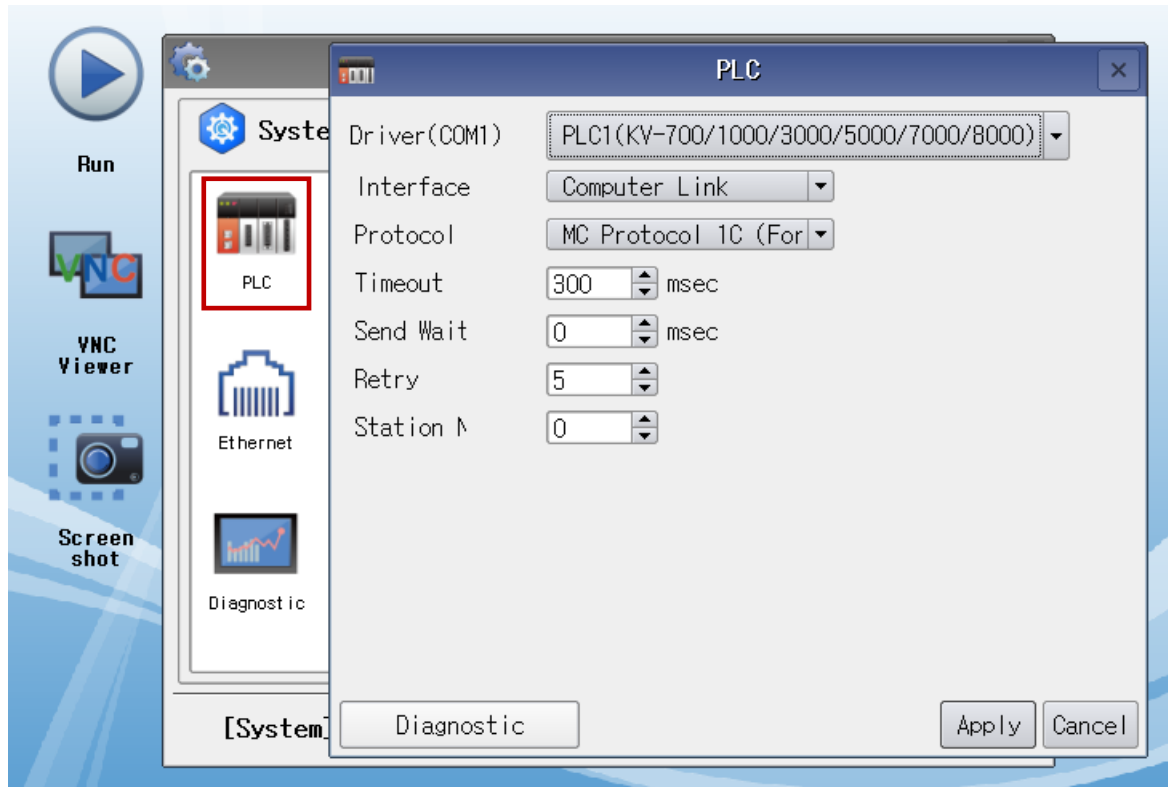 Run
VNC
VNC
Viewer
Screen
shot
Syste
PLC
Ethernet
Diagnostic
[System]
PLC
Driver(COM1) PLC1(KV-700/1000/3000/5000/7000/8000)
Interface Computer Link
Protocol MC Protocol 1C (For
Timeout 300 msec
Send Wait 0 msec
Retry 5
Station N 0
Diagnostic Apply Cancel